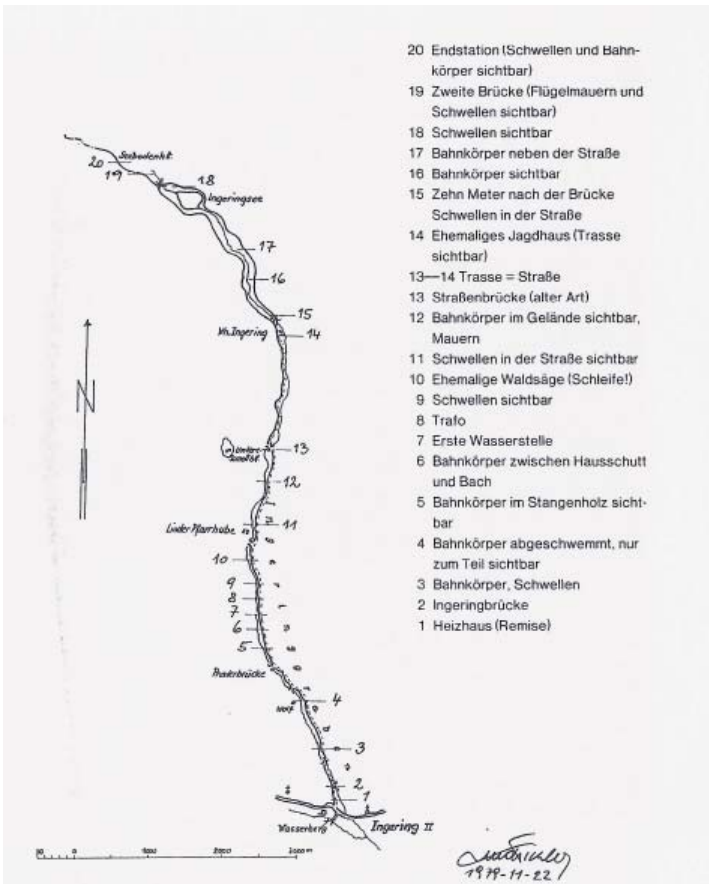 20 Endstation (Schwellen und Bahn-
körper sichtbar)
19 Zweite Brücke (Flügelmauern und
Schwellen sichtbar)
18 Schwellen sichtbar
17 Bahnkörper neben der Straße
16 Bahnkörper sichtbar
15 Zehn Meter nach der Brücke
Schwellen in der Straße
14 Ehemaliges Jagdhaus (Trasse
sichtbar)
13—14 Trasse = Straße
13 Straßenbrücke (alter Art)
12 Bahnkörper im Gelände sichtbar,
Mauern
11 Schwellen in der Straße sichtbar
10 Ehemalige Waldsäge (Schleife!)
9 Schwellen sichtbar
8 Trafo
7 Erste Wasserstelle
6 Bahnkörper zwischen Hausschutt
und Bach
5 Bahnkörper im Stangenholz sicht-
bar
4 Bahnkörper abgeschwemmt, nur
zum Teil sichtbar
3 Bahnkörper, Schwellen
2 Ingeringbrücke
1 Heizhaus (Remise)
20
19
18
Ingeringsee
17
16
15
Wh. Ingering
14
N
13
12
11
10
9
8
7
6
5
4
3
2
1
Wasserberg
Ingering II
50 0 1000 2000 3000m
1979-11-22